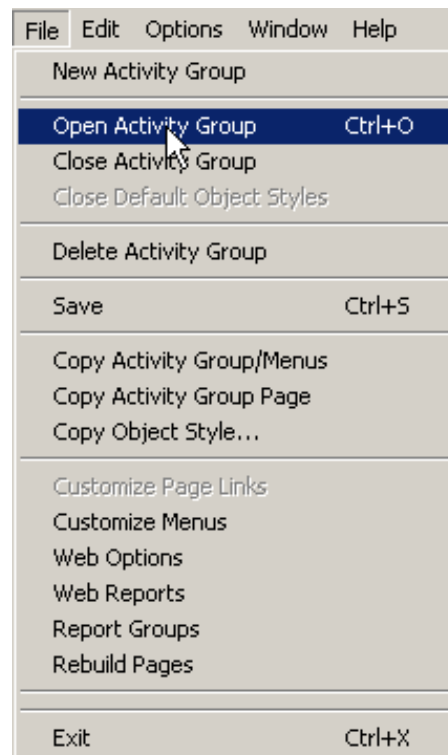 File Edit Options Window Help
New Activity Group
Open Activity Group Ctrl+O
Close Activity Group
Close Default Object Styles
Delete Activity Group
Save Ctrl+S
Copy Activity Group/Menus
Copy Activity Group Page
Copy Object Style...
Customize Page Links
Customize Menus
Web Options
Web Reports
Report Groups
Rebuild Pages
Exit Ctrl+X